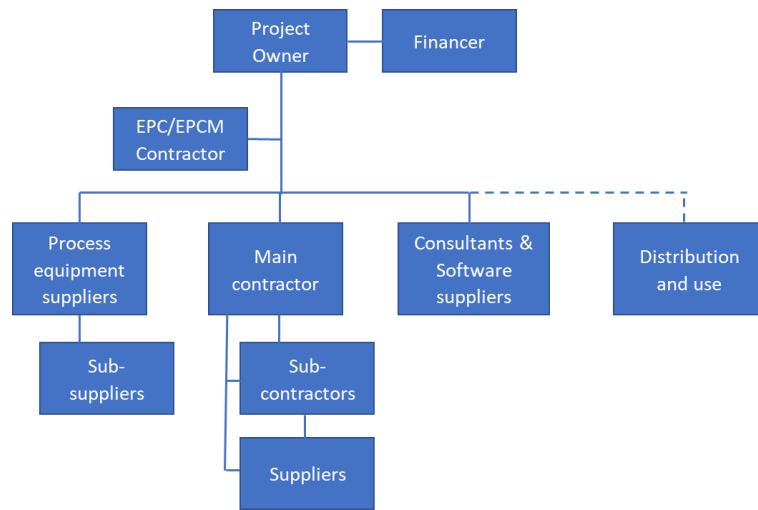 Project
Owner
Financer
EPC/EPCM
Contractor
Process
equipment
suppliers
Main
contractor
Consultants &
Software
suppliers
Distribution
and use
Sub-
suppliers
Sub-
contractors
Suppliers